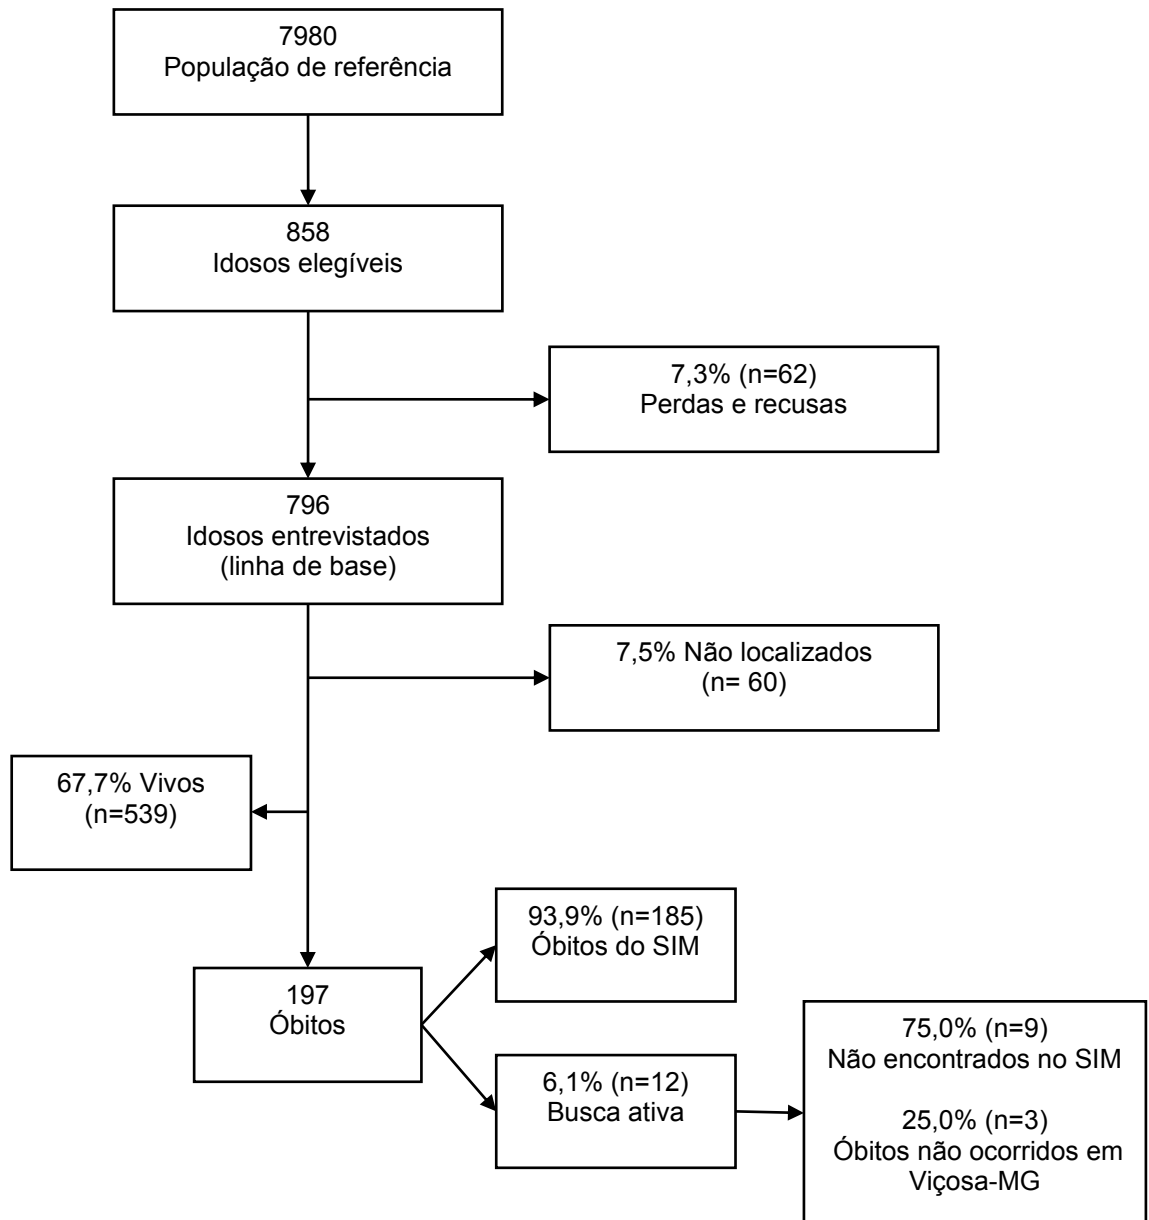 7980
População de referência
858
Idosos elegíveis
7,3% (n=62)
Perdas e recusas
796
Idosos entrevistados
(linha de base)
7,5% Não localizados
(n= 60)
67,7% Vivos
(n=539)
93,9% (n=185)
Óbitos do SIM
197
Óbitos
6,1% (n=12)
Busca ativa
75,0% (n=9)
Não encontrados no SIM
25,0% (n=3)
Óbitos não ocorridos em
Viçosa-MG